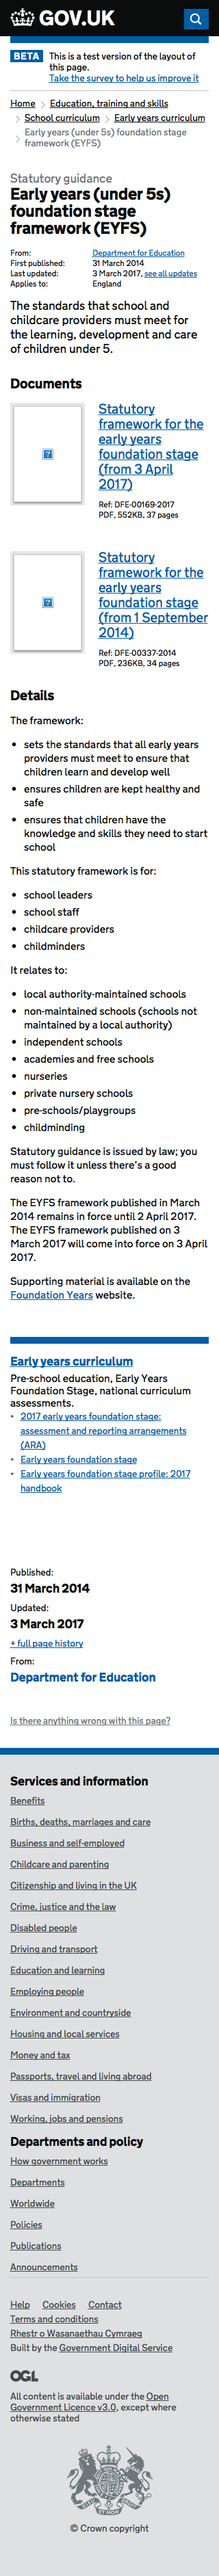 GOV.UK
BETA This is a test version of the layout of
this page.
Take the survey to help us improve it
Home Education, training and skills
School curriculum Early years curriculum
Early years (under 5s) foundation stage
framework (EYFS)
Statutory guidance
Early years (under 5s)
foundation stage
framework (EYFS)
From: Department for Education
First published: 31 March 2014
Last updated: 3 March 2017, see all updates
Applies to: England
The standards that school and
childcare providers must meet for
the learning, development and care
of children under 5.
Documents
Statutory
framework for the
early years
foundation stage
(from 3 April
2017)
Ref: DFE-00169-2017
PDF, 552KB, 37 pages
Statutory
framework for the
early years
foundation stage
(from 1 September
2014)
Ref: DFE-00337-2014
PDF, 236KB, 34 pages
Details
The framework:
• sets the standards that all early years
providers must meet to ensure that
children learn and develop well
• ensures children are kept healthy and
safe
• ensures that children have the
knowledge and skills they need to start
school
This statutory framework is for:
• school leaders
• school staff
• childcare providers
• childminders
It relates to:
• local authority-maintained schools
• non-maintained schools (schools not
maintained by a local authority)
• independent schools
• academies and free schools
• nurseries
• private nursery schools
• pre-schools/playgroups
• childminding
Statutory guidance is issued by law; you
must follow it unless there's a good
reason not to.
The EYFS framework published in March
2014 remains in force until 2 April 2017.
The EYFS framework published on 3
March 2017 will come into force on 3 April
2017.
Supporting material is available on the
Foundation Years website.
Early years curriculum
Pre-school education, Early Years
Foundation Stage, national curriculum
assessments.
• 2017 early years foundation stage:
assessment and reporting arrangements
(ARA)
• Early years foundation stage
• Early years foundation stage profile: 2017
handbook
Published:
31 March 2014
Updated:
3 March 2017
+ full page history
From:
Department for Education
Is there anything wrong with this page?
Services and information
Benefits
Births, deaths, marriages and care
Business and self-employed
Childcare and parenting
Citizenship and living in the UK
Crime, justice and the law
Disabled people
Driving and transport
Education and learning
Employing people
Environment and countryside
Housing and local services
Money and tax
Passports, travel and living abroad
Visas and immigration
Working, jobs and pensions
Departments and policy
How government works
Departments
Worldwide
Policies
Publications
Announcements
Help Cookies Contact
Terms and conditions
Rhestr o Wasanaethau Cymraeg
Built by the Government Digital Service
OGL
All content is available under the Open
Government Licence v3.0, except where
otherwise stated
© Crown copyright